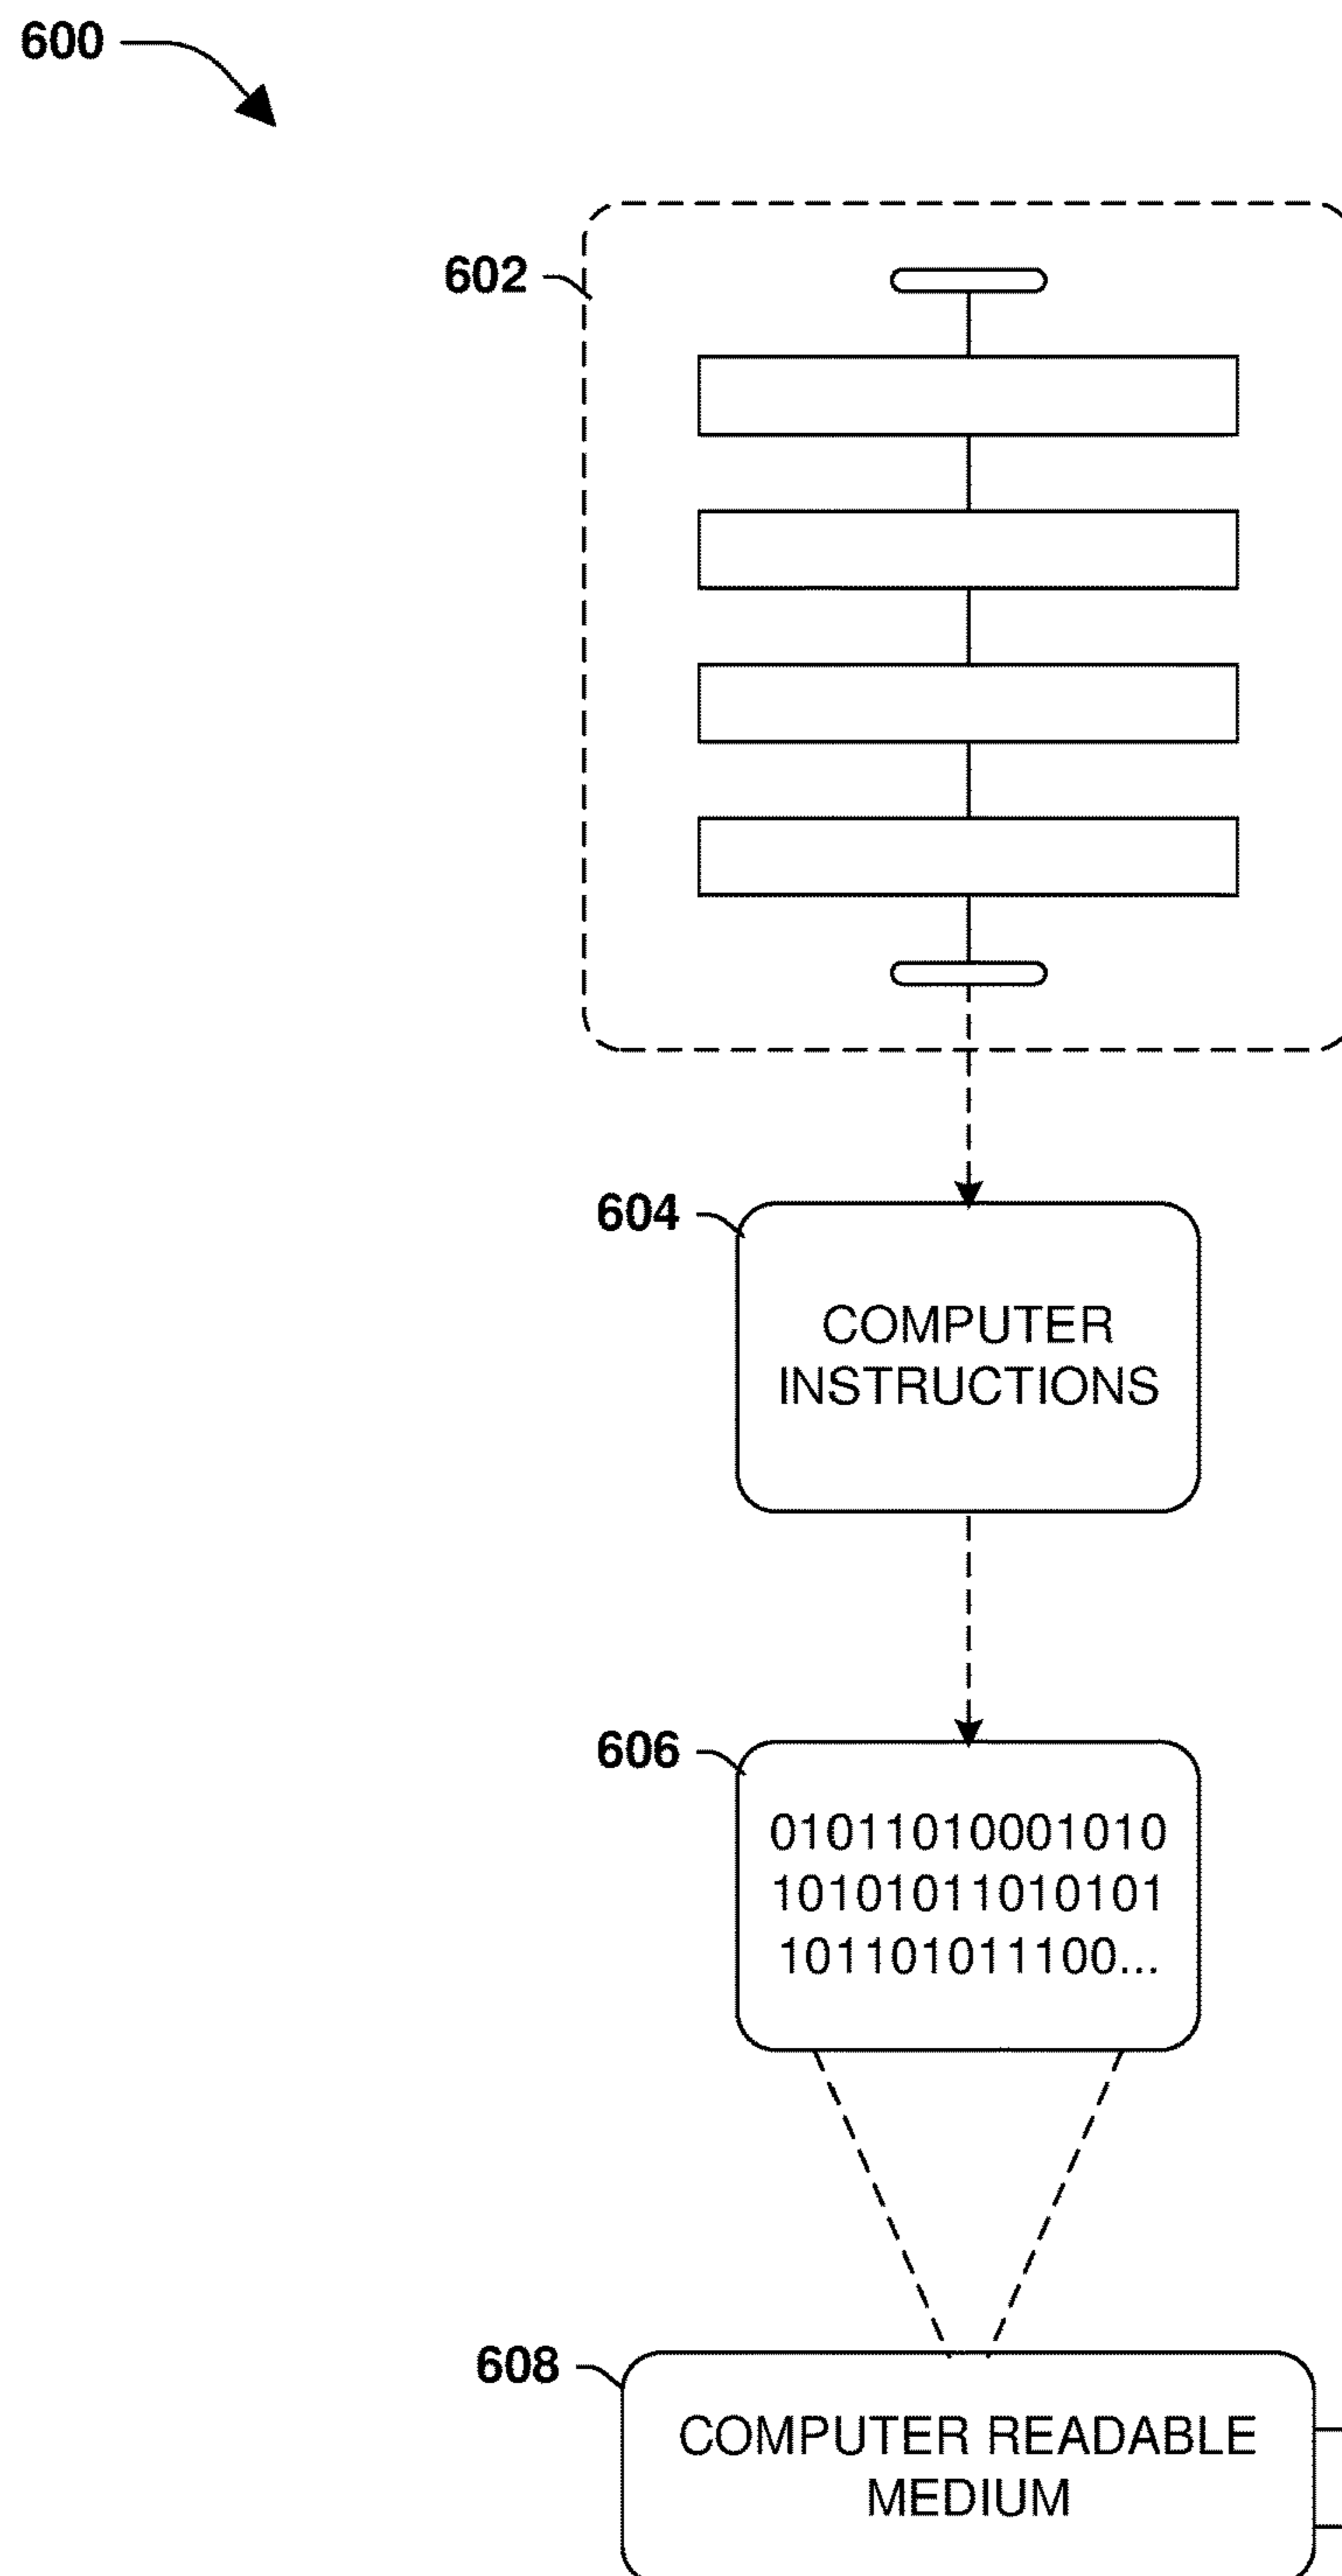 600
602
604
COMPUTER
INSTRUCTIONS
606
01011010001010
10101011010101
101101011100...
608
COMPUTER READABLE
MEDIUM